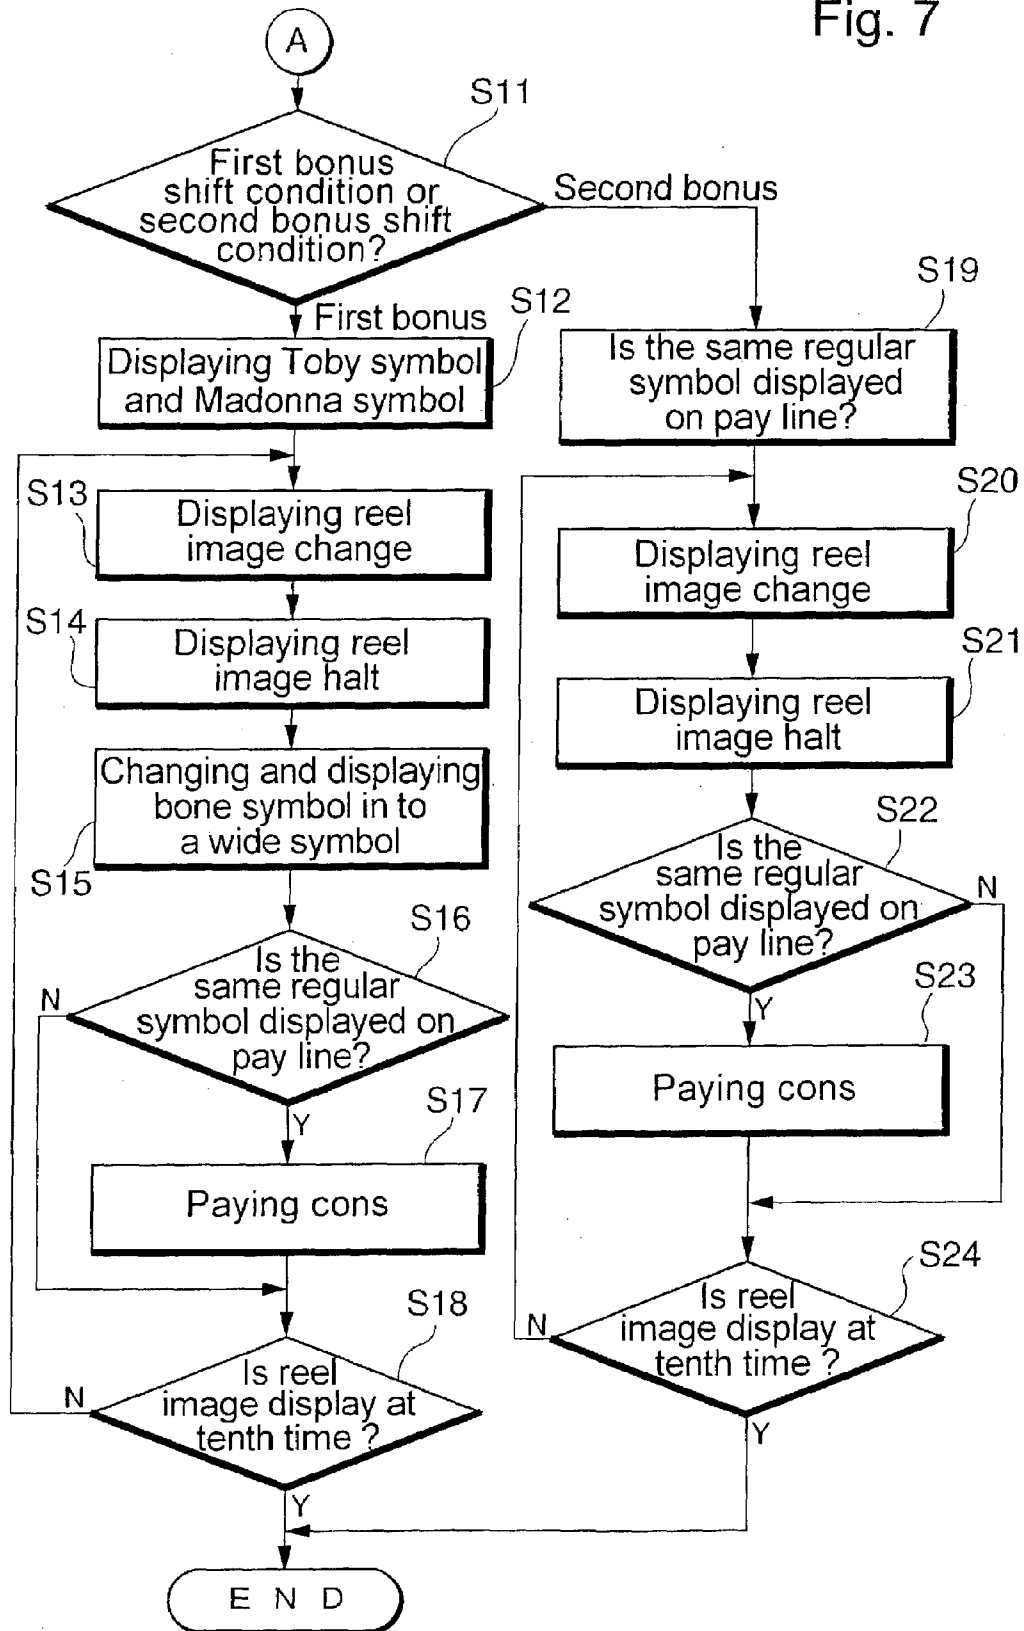 Fig. 7
A
S11
First bonus
shift condition or
second bonus shift
condition?
Second bonus
First bonus
S12
Displaying Toby symbol
and Madonna symbol
S13
Displaying reel
image change
S14
Displaying reel
image halt
Changing and displaying
bone symbol in to
a wide symbol
S15
S16
Is the
same regular
symbol displayed on
pay line?
N
Y
S17
Paying cons
S18
Is reel
image display at
tenth time ?
N
Y
S19
Is the same regular
symbol displayed
on pay line?
S20
Displaying reel
image change
S21
Displaying reel
image halt
S22
Is the
same regular
symbol displayed on
pay line?
N
Y
S23
Paying cons
S24
Is reel
image display at
tenth time ?
N
Y
E N D